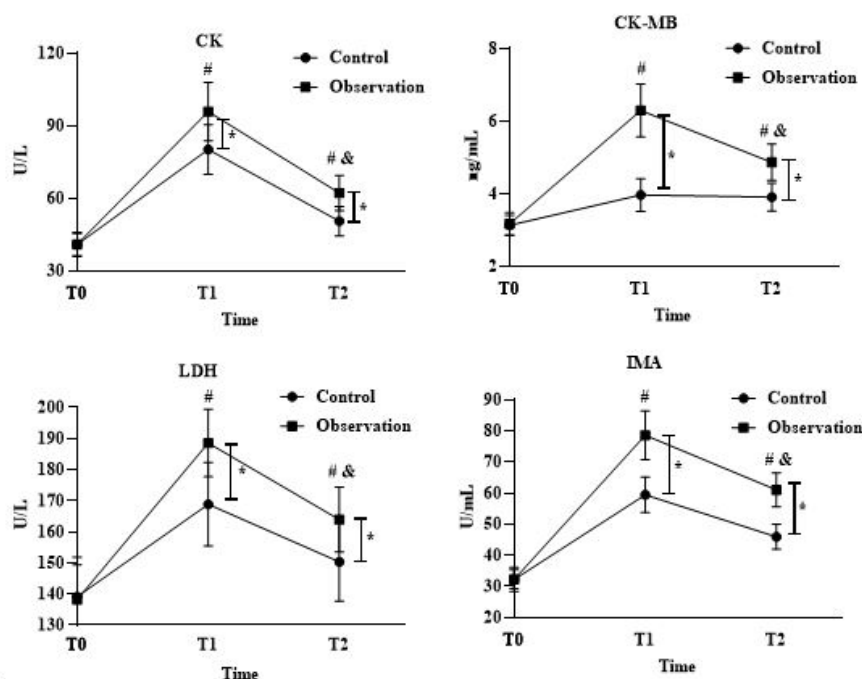 CK
Control
Observation
120
90
60
30
U/L
#
*
# &
*
T0
T1
T2
Time
CK-MB
Control
Observation
8
6
4
2
ng/mL
#
*
# &
*
T0
T1
T2
Time
LDH
Control
Observation
200
190
180
170
160
150
140
130
U/L
#
*
# &
*
T0
T1
T2
Time
IMA
Control
Observation
90
80
70
60
50
40
30
20
U/mL
#
*
# &
*
T0
T1
T2
Time